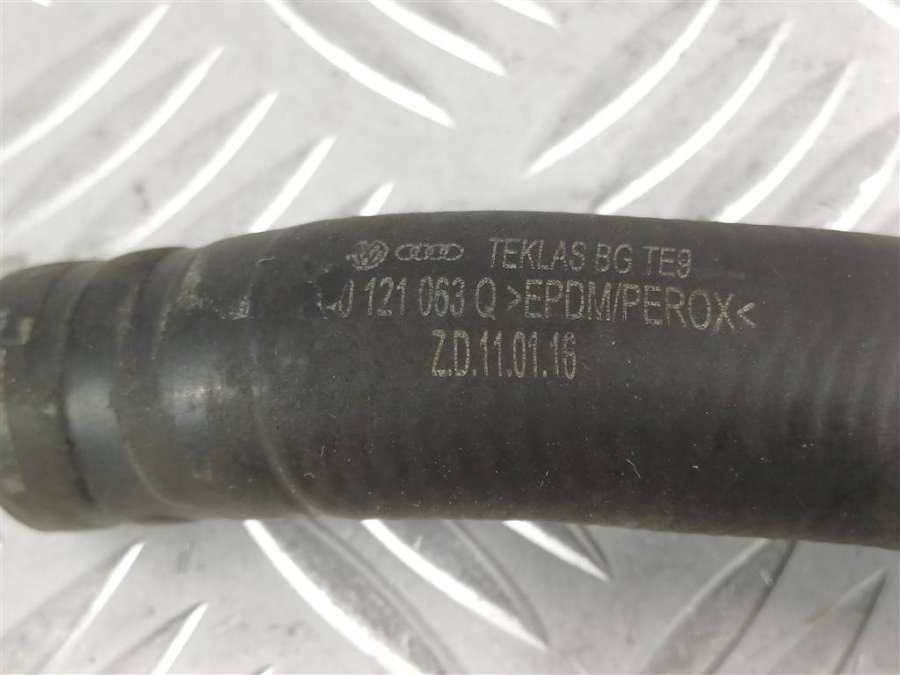 TEKLAS BG TE9
121 063 Q >EPDM/PEROX<
Z.D.11.01.16